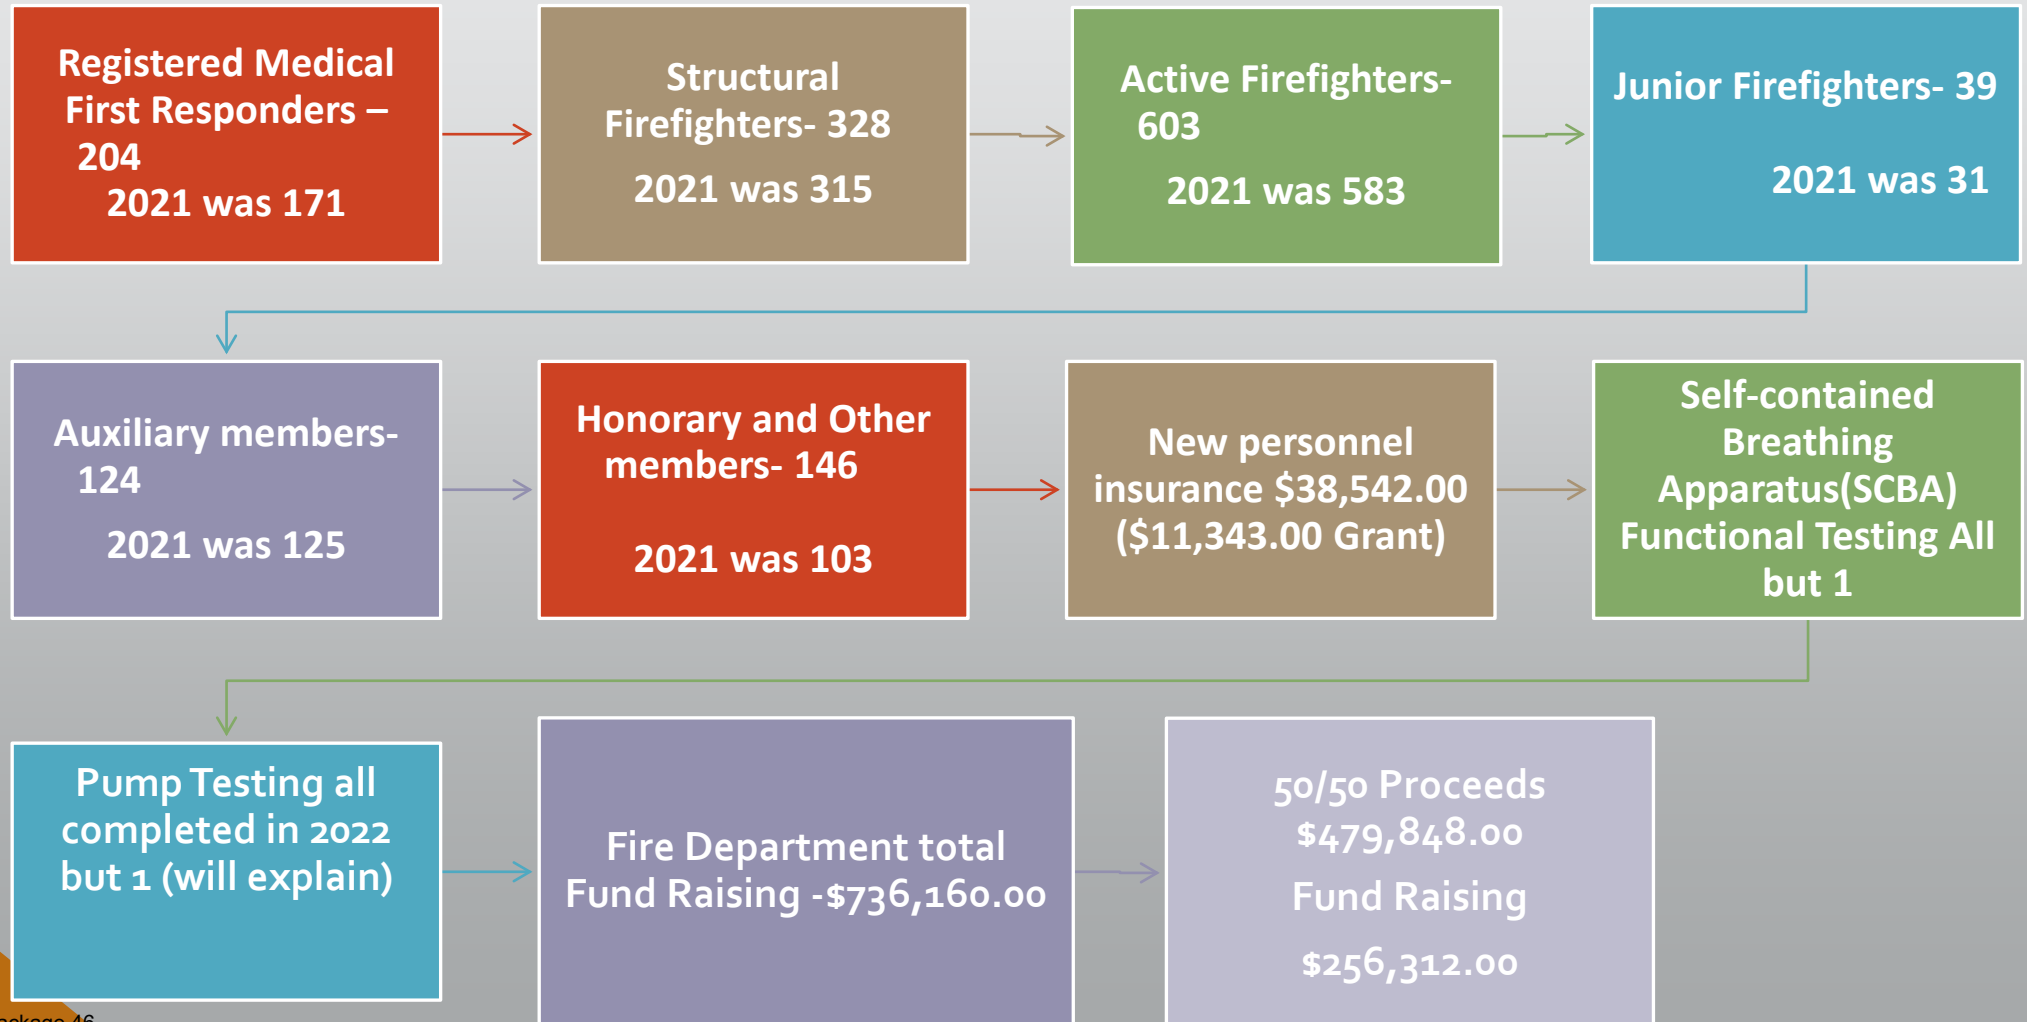 Registered Medical
First Responders –
204
2021 was 171
Structural
Firefighters- 328
2021 was 315
Active Firefighters-
603
2021 was 583
Junior Firefighters- 39
2021 was 31
Auxiliary members-
124
2021 was 125
Honorary and Other
members- 146
2021 was 103
New personnel
insurance $38,542.00
($11,343.00 Grant)
Self-contained
Breathing
Apparatus(SCBA)
Functional Testing All
but 1
Pump Testing all
completed in 2022
but 1 (will explain)
Fire Department total
Fund Raising -$736,160.00
50/50 Proceeds
$479,848.00
Fund Raising
$256,312.00
46